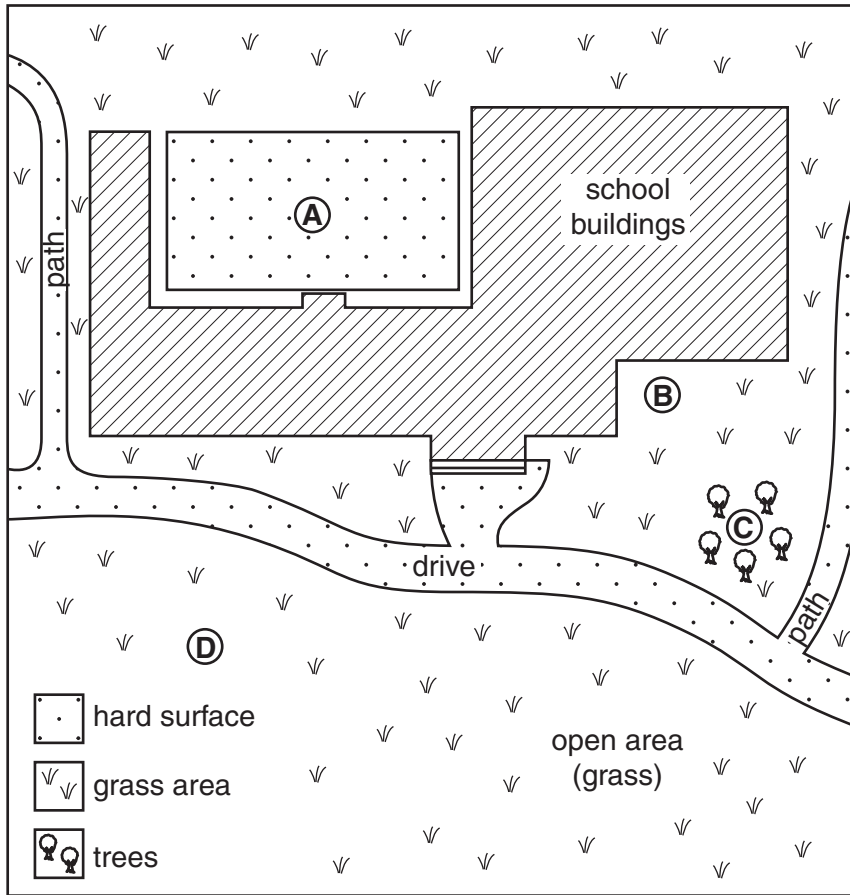 A
school
buildings
path
B
C
drive
path
D
hard surface
open area
(grass)
grass area
trees